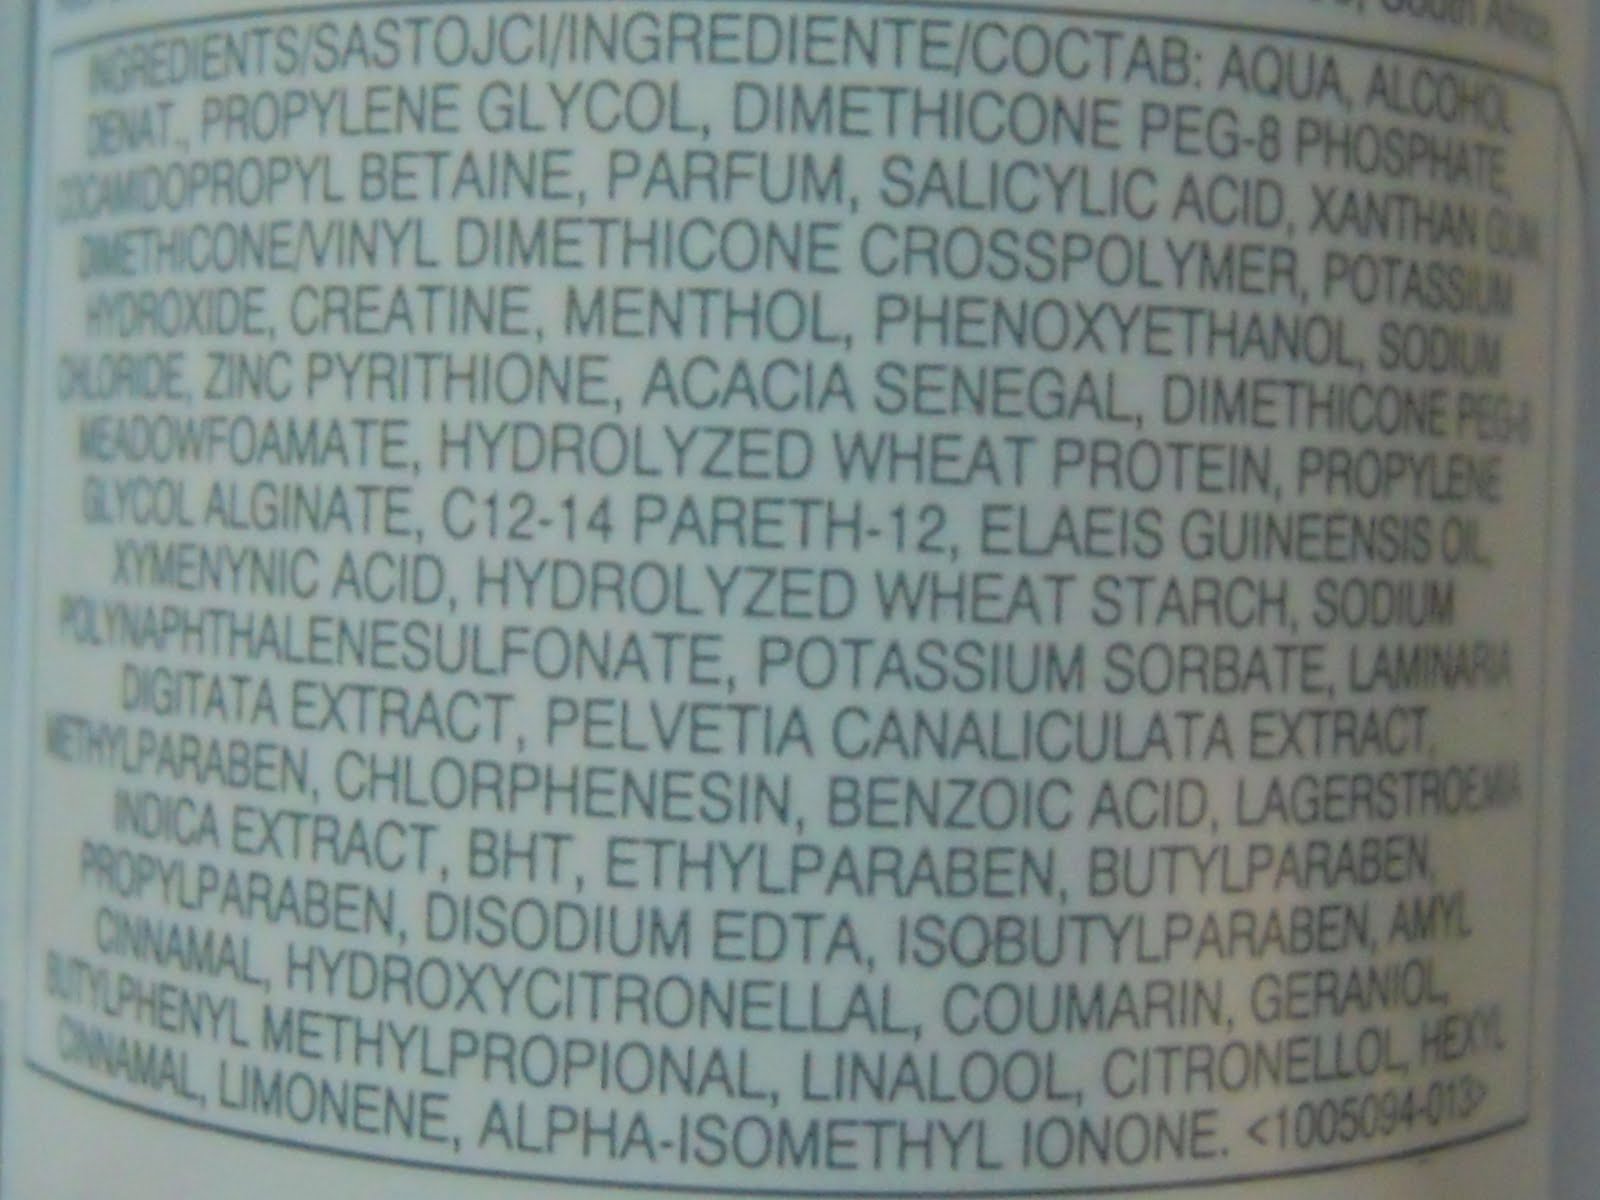 South Africa
INGREDIENTS/SASTOJCI/INGREDIENTE/СОСТАВ: AQUA, ALCOHOL
DENAT., PROPYLENE GLYCOL, DIMETHICONE PEG-8 PHOSPHATE,
COCAMIDOPROPYL BETAINE, PARFUM, SALICYLIC ACID, XANTHAN GUM,
DIMETHICONE/VINYL DIMETHICONE CROSSPOLYMER, POTASSIUM
HYDROXIDE, CREATINE, MENTHOL, PHENOXYETHANOL, SODIUM
CHLORIDE, ZINC PYRITHIONE, ACACIA SENEGAL, DIMETHICONE PEG-8
MEADOWFOAMATE, HYDROLYZED WHEAT PROTEIN, PROPYLENE
GLYCOL ALGINATE, C12-14 PARETH-12, ELAEIS GUINEENSIS OIL,
XYMENYNIC ACID, HYDROLYZED WHEAT STARCH, SODIUM
POLYNAPHTHALENESULFONATE, POTASSIUM SORBATE, LAMINARIA
DIGITATA EXTRACT, PELVETIA CANALICULATA EXTRACT,
METHYLPARABEN, CHLORPHENESIN, BENZOIC ACID, LAGERSTROEMIA
INDICA EXTRACT, BHT, ETHYLPARABEN, BUTYLPARABEN,
PROPYLPARABEN, DISODIUM EDTA, ISOBUTYLPARABEN, AMYL
CINNAMAL, HYDROXYCITRONELLAL, COUMARIN, GERANIOL,
BUTYLPHENYL METHYLPROPIONAL, LINALOOL, CITRONELLOL, HEXYL
CINNAMAL, LIMONENE, ALPHA-ISOMETHYL IONONE. <1005094-013>